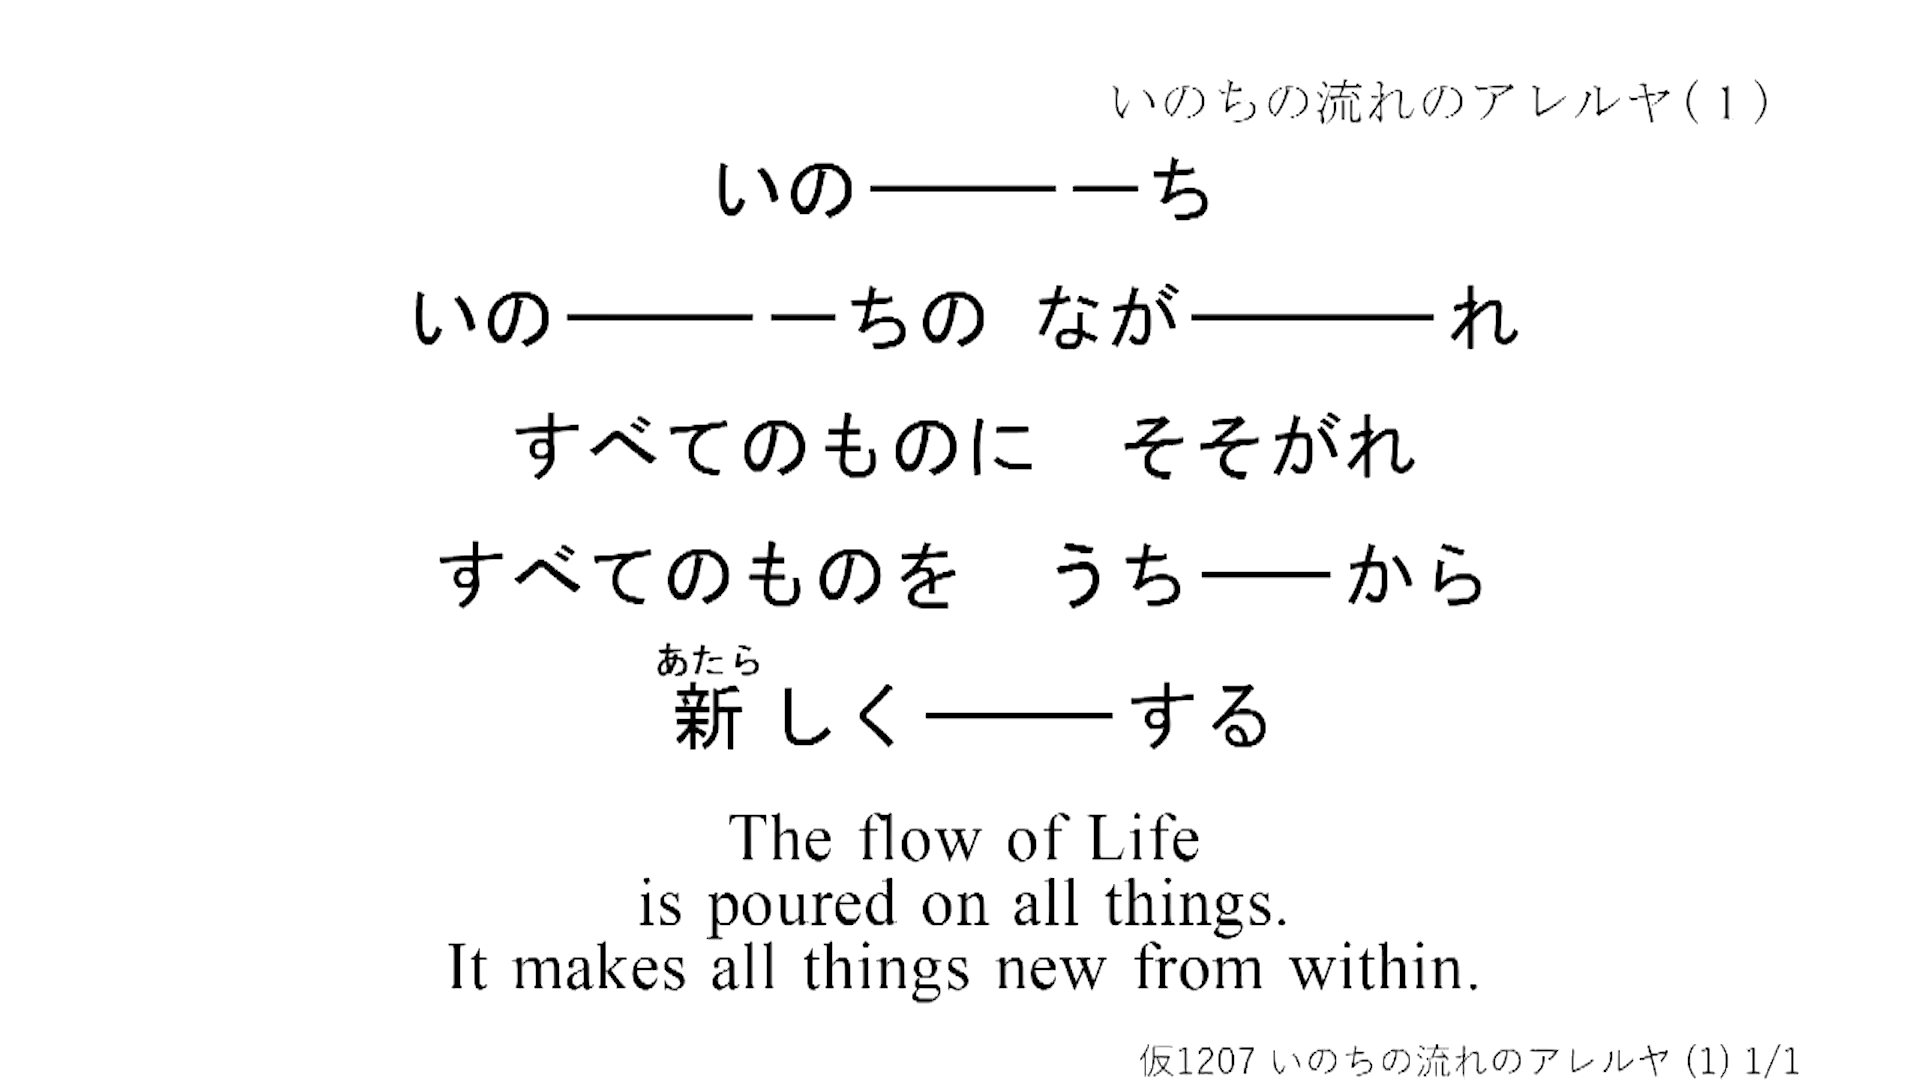 いのちの流れのアレルヤ(1)
いの―――――ち
いの―――――ちの なが――――れ
すべてのものに そそがれ
すべてのものを うち――から
あたら
新しく―――する
The flow of Life
is poured on all things.
It makes all things new from within.
仮1207 いのちの流れのアレルヤ (1) 1/1